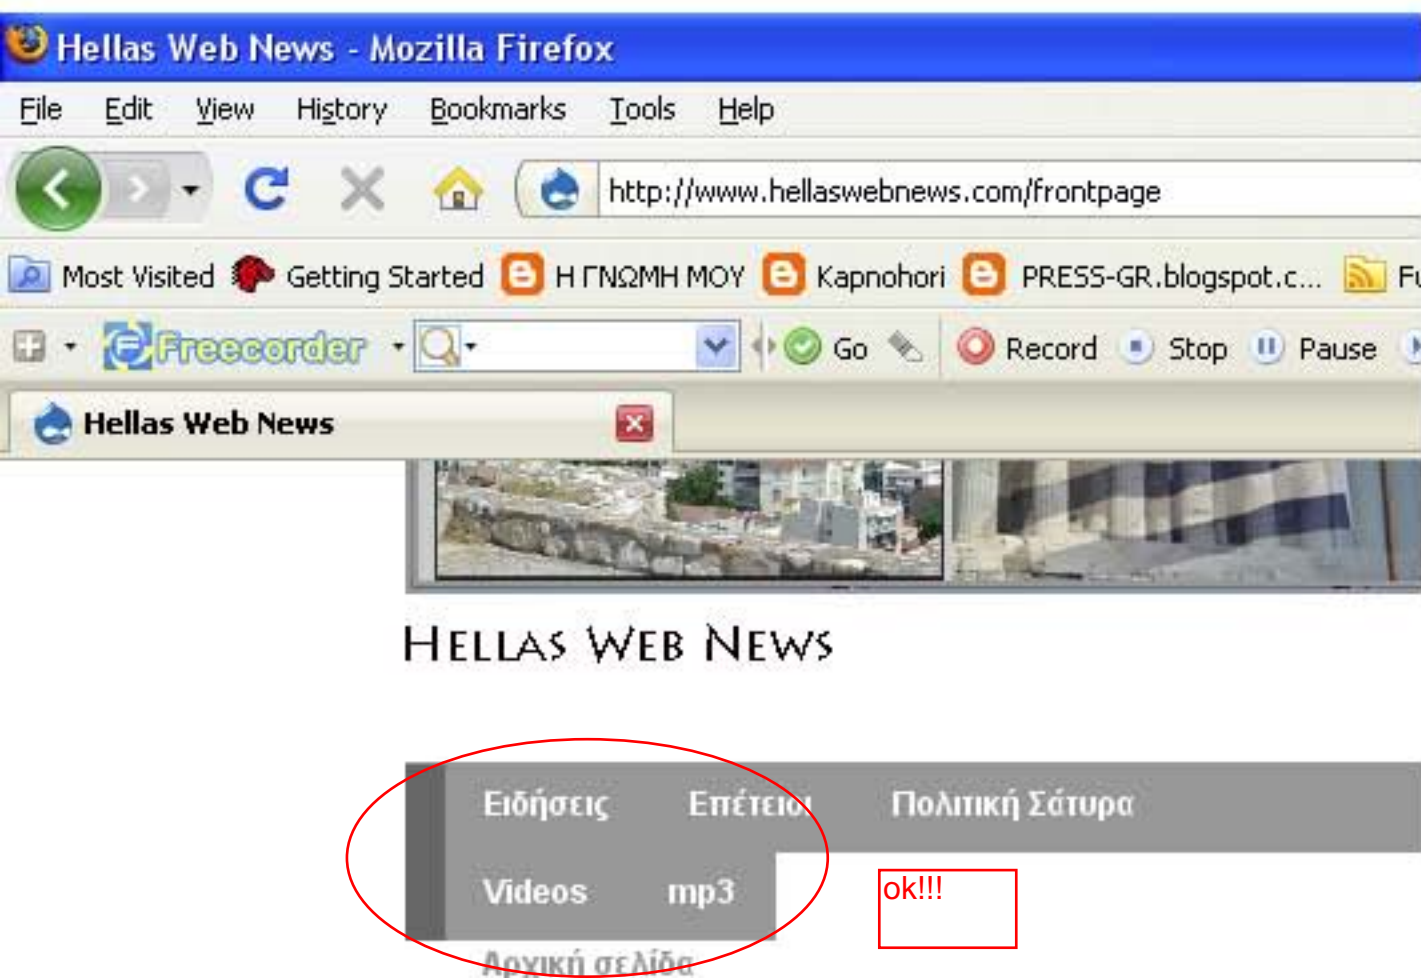 Hellas Web News - Mozilla Firefox
File Edit View History Bookmarks Tools Help
http://www.hellaswebnews.com/frontpage
Most Visited Getting Started Η ΓΝΩΜΗ ΜΟΥ Kapnohori PRESS-GR.blogspot.c...
Freecorder Go Record Stop Pause
Hellas Web News
HELLAS WEB NEWS
Ειδήσεις Επέτειοι Πολιτική Σάτυρα
Videos mp3 ok!!!
Αρχική σελίδα